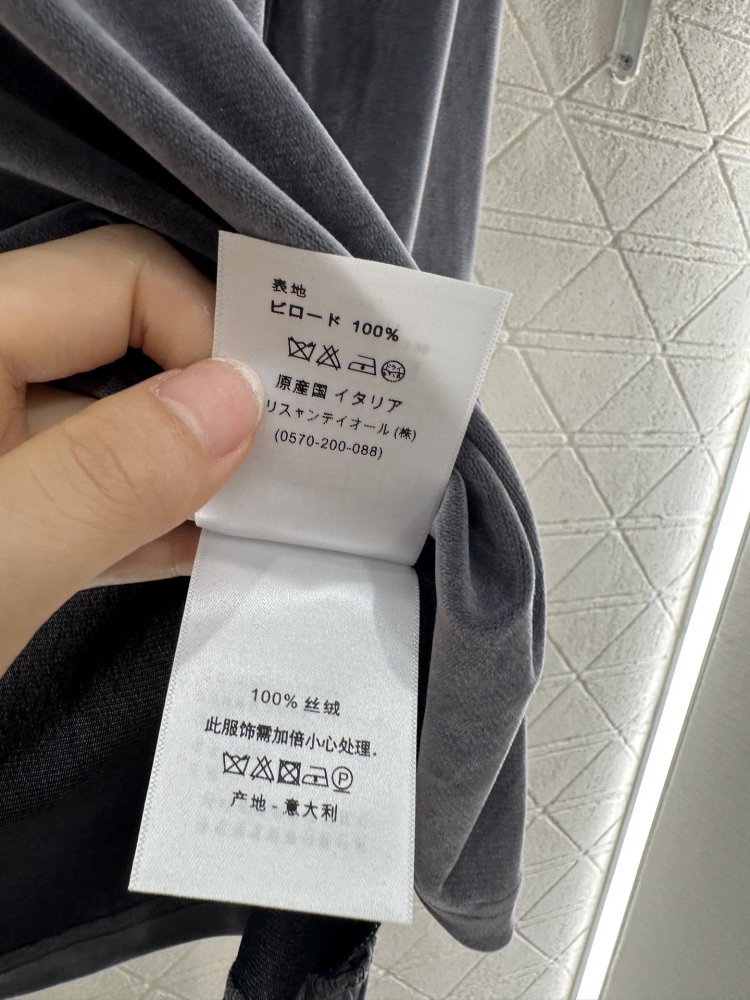 表地
ビロード 100%
原産国 イタリア
リスャンテイオール (株)
(0570-200-088)
100% 丝绒
此服饰需加倍小心处理.
P
产地 - 意大利